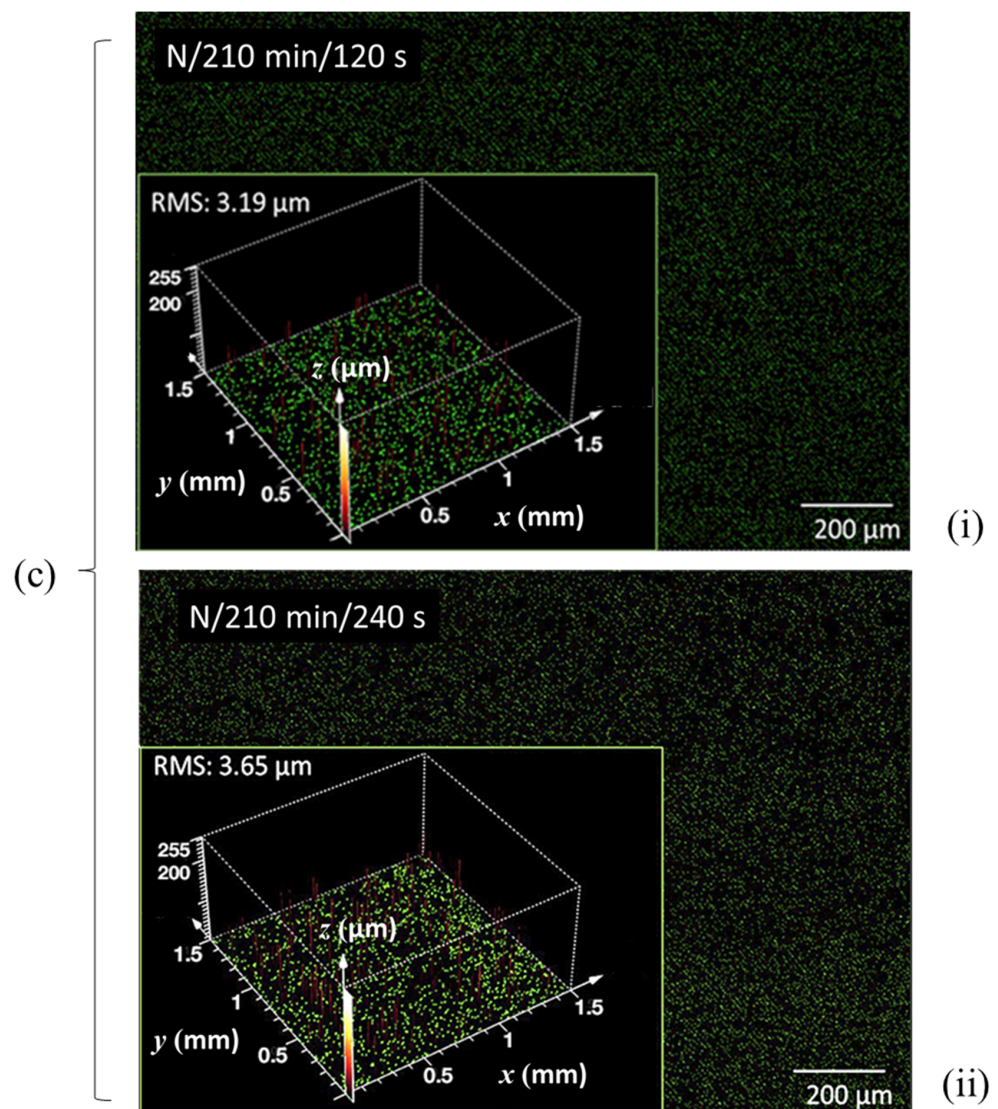 N/210 min/120 s
RMS: 3.19 μm
255
200
z (μm)
1.5
1
y (mm)
0.5
1.5
1
x (mm)
0.5
200 μm
(i)
(c)
N/210 min/240 s
RMS: 3.65 μm
255
200
z (μm)
1.5
1
y (mm)
0.5
1.5
1
x (mm)
0.5
200 μm
(ii)